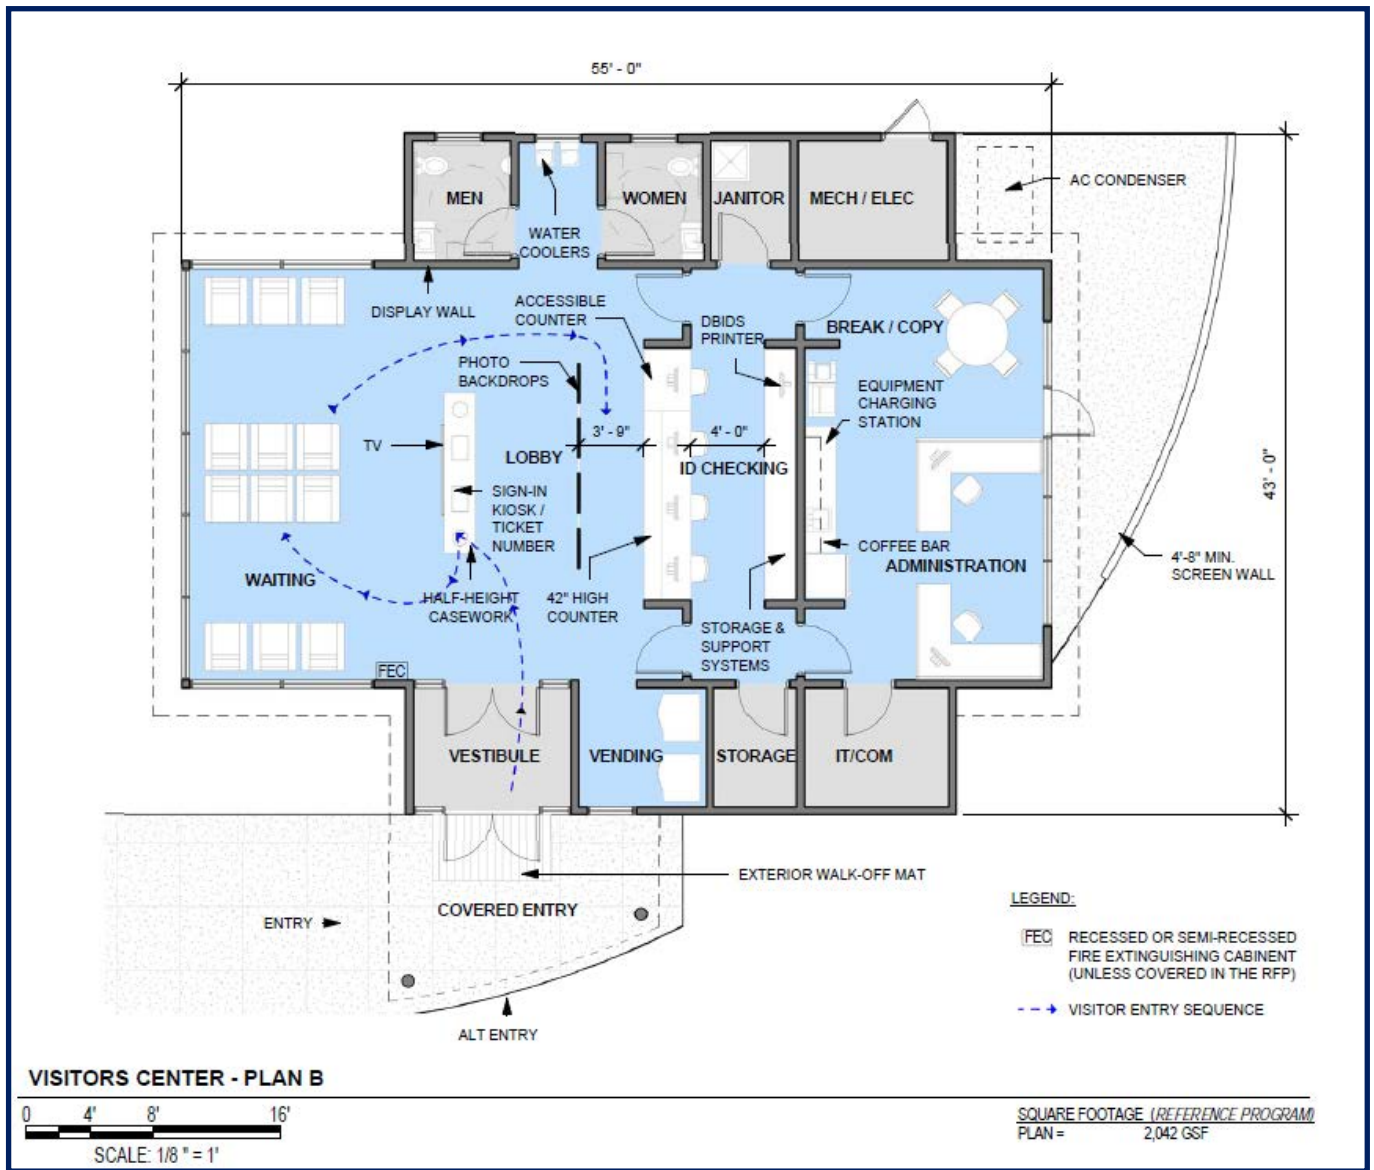 55' - 0"
MEN
WOMEN
JANITOR
MECH / ELEC
AC CONDENSER
WATER
COOLERS
DISPLAY WALL
ACCESSIBLE
COUNTER
DBIDS
PRINTER
BREAK / COPY
PHOTO
BACKDROPS
EQUIPMENT
CHARGING
STATION
TV
LOBBY
3' - 9"
4' - 0"
ID CHECKING
43' - 0"
SIGN-IN
KIOSK /
TICKET
NUMBER
COFFEE BAR
ADMINISTRATION
4'-8" MIN.
SCREEN WALL
WAITING
HALF-HEIGHT
CASEWORK
42" HIGH
COUNTER
STORAGE &
SUPPORT
SYSTEMS
FEC
VESTIBULE
VENDING
STORAGE
IT/COM
EXTERIOR WALK-OFF MAT
COVERED ENTRY
ENTRY
ALT ENTRY
LEGEND:
FEC RECESSED OR SEMI-RECESSED
FIRE EXTINGUISHING CABINENT
(UNLESS COVERED IN THE RFP)
VISITOR ENTRY SEQUENCE
VISITORS CENTER - PLAN B
0 4' 8' 16'
SCALE: 1/8 " = 1'
SQUARE FOOTAGE (REFERENCE PROGRAM)
PLAN = 2,042 GSF